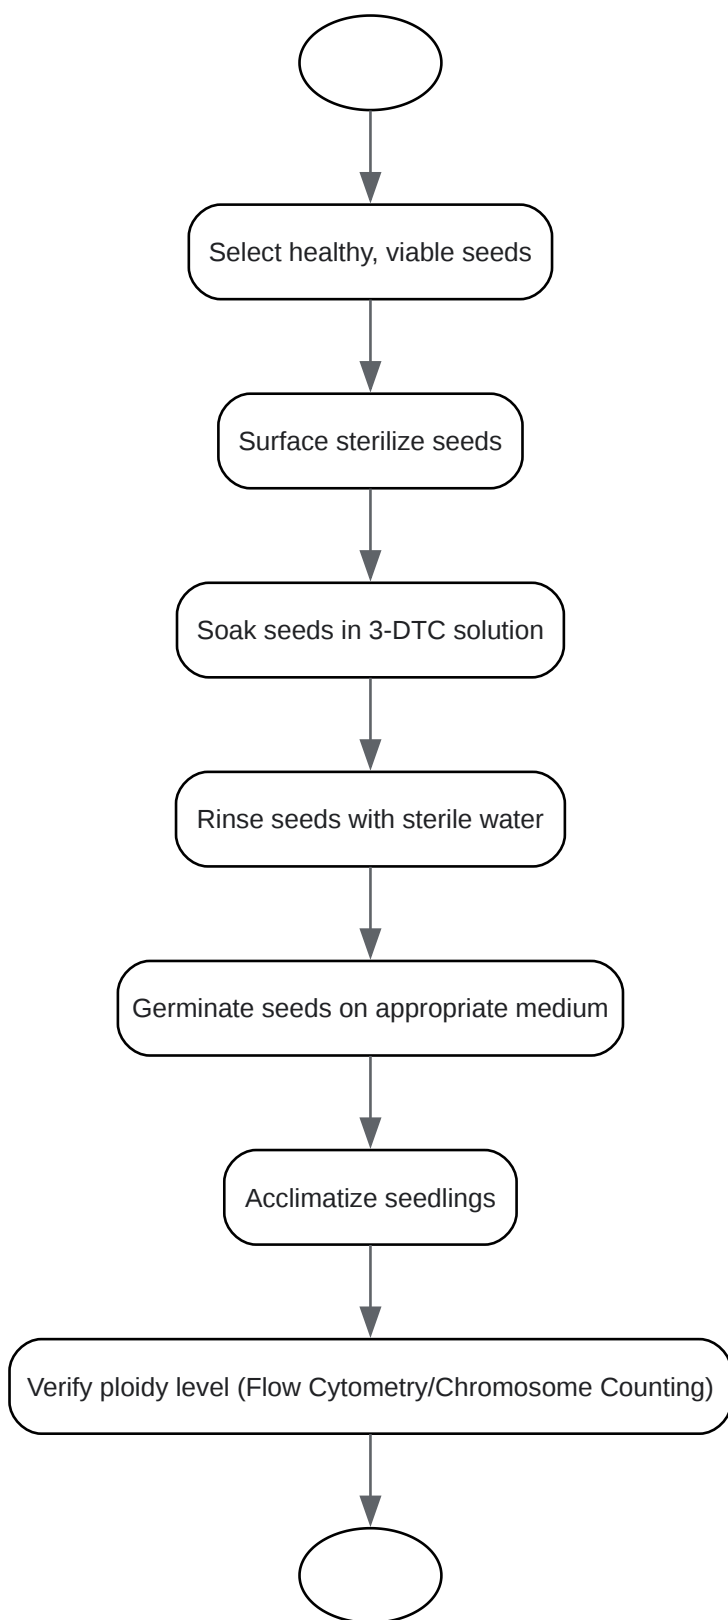 Select healthy, viable seeds
Surface sterilize seeds
Soak seeds in 3-DTC solution
Rinse seeds with sterile water
Germinate seeds on appropriate medium
Acclimatize seedlings
Verify ploidy level (Flow Cytometry/Chromosome Counting)